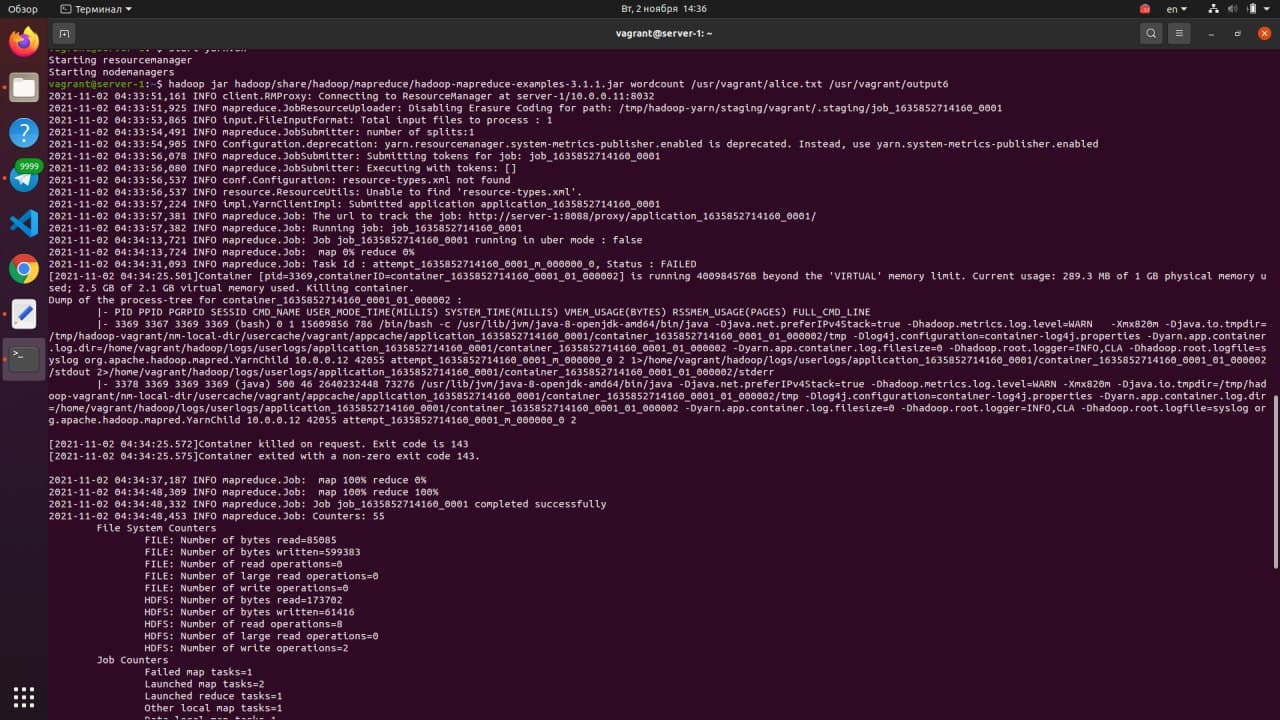 Обзор
Терминал
Вт, 2 ноября 14:36
en
vagrant@server-1: ~
9999
Starting resourcemanager
Starting nodemanagers
vagrant@server-1:~$ hadoop jar hadoop/share/hadoop/mapreduce/hadoop-mapreduce-examples-3.1.1.jar wordcount /usr/vagrant/alice.txt /usr/vagrant/output6
2021-11-02 04:33:51,161 INFO client.RMProxy: Connecting to ResourceManager at server-1/10.0.0.11:8032
2021-11-02 04:33:51,925 INFO mapreduce.JobResourceUploader: Disabling Erasure Coding for path: /tmp/hadoop-yarn/staging/vagrant/.staging/job_1635852714160_0001
2021-11-02 04:33:53,865 INFO input.FileInputFormat: Total input files to process : 1
2021-11-02 04:33:54,491 INFO mapreduce.JobSubmitter: number of splits:1
2021-11-02 04:33:54,905 INFO Configuration.deprecation: yarn.resourcemanager.system-metrics-publisher.enabled is deprecated. Instead, use yarn.system-metrics-publisher.enabled
2021-11-02 04:33:56,078 INFO mapreduce.JobSubmitter: Submitting tokens for job: job_1635852714160_0001
2021-11-02 04:33:56,080 INFO mapreduce.JobSubmitter: Executing with tokens: []
2021-11-02 04:33:56,537 INFO conf.Configuration: resource-types.xml not found
2021-11-02 04:33:56,537 INFO resource.ResourceUtils: Unable to find 'resource-types.xml'.
2021-11-02 04:33:57,224 INFO impl.YarnClientImpl: Submitted application application_1635852714160_0001
2021-11-02 04:33:57,381 INFO mapreduce.Job: The url to track the job: http://server-1:8088/proxy/application_1635852714160_0001/
2021-11-02 04:33:57,382 INFO mapreduce.Job: Running job: job_1635852714160_0001
2021-11-02 04:34:13,721 INFO mapreduce.Job: Job job_1635852714160_0001 running in uber mode : false
2021-11-02 04:34:13,724 INFO mapreduce.Job:  map 0% reduce 0%
2021-11-02 04:34:31,093 INFO mapreduce.Job: Task Id : attempt_1635852714160_0001_m_000000_0, Status : FAILED
[2021-11-02 04:34:25.501]Container [pid=3369,containerID=container_1635852714160_0001_01_000002] is running 400984576B beyond the 'VIRTUAL' memory limit. Current usage: 289.3 MB of 1 GB physical memory u
sed; 2.5 GB of 2.1 GB virtual memory used. Killing container.
Dump of the process-tree for container_1635852714160_0001_01_000002 :
|- PID PPID PGRPID SESSID CMD_NAME USER_MODE_TIME(MILLIS) SYSTEM_TIME(MILLIS) VMEM_USAGE(BYTES) RSSMEM_USAGE(PAGES) FULL_CMD_LINE
|- 3369 3367 3369 3369 (bash) 0 1 15609856 786 /bin/bash -c /usr/lib/jvm/java-8-openjdk-amd64/bin/java -Djava.net.preferIPv4Stack=true -Dhadoop.metrics.log.level=WARN   -Xmx820m -Djava.io.tmpdir=
/tmp/hadoop-vagrant/nm-local-dir/usercache/vagrant/appcache/application_1635852714160_0001/container_1635852714160_0001_01_000002/tmp -Dlog4j.configuration=container-log4j.properties -Dyarn.app.container
.log.dir=/home/vagrant/hadoop/logs/userlogs/application_1635852714160_0001/container_1635852714160_0001_01_000002 -Dyarn.app.container.log.filesize=0 -Dhadoop.root.logger=INFO,CLA -Dhadoop.root.logfile=s
yslog org.apache.hadoop.mapred.YarnChild 10.0.0.12 42055 attempt_1635852714160_0001_m_000000_0 2 1>/home/vagrant/hadoop/logs/userlogs/application_1635852714160_0001/container_1635852714160_0001_01_000002
/stdout 2>/home/vagrant/hadoop/logs/userlogs/application_1635852714160_0001/container_1635852714160_0001_01_000002/stderr
|- 3378 3369 3369 3369 (java) 500 46 2640232448 73276 /usr/lib/jvm/java-8-openjdk-amd64/bin/java -Djava.net.preferIPv4Stack=true -Dhadoop.metrics.log.level=WARN -Xmx820m -Djava.io.tmpdir=/tmp/had
oop-vagrant/nm-local-dir/usercache/vagrant/appcache/application_1635852714160_0001/container_1635852714160_0001_01_000002/tmp -Dlog4j.configuration=container-log4j.properties -Dyarn.app.container.log.dir
=/home/vagrant/hadoop/logs/userlogs/application_1635852714160_0001/container_1635852714160_0001_01_000002 -Dyarn.app.container.log.filesize=0 -Dhadoop.root.logger=INFO,CLA -Dhadoop.root.logfile=syslog or
g.apache.hadoop.mapred.YarnChild 10.0.0.12 42055 attempt_1635852714160_0001_m_000000_0 2
[2021-11-02 04:34:25.572]Container killed on request. Exit code is 143
[2021-11-02 04:34:25.575]Container exited with a non-zero exit code 143.
2021-11-02 04:34:37,187 INFO mapreduce.Job:  map 100% reduce 0%
2021-11-02 04:34:48,309 INFO mapreduce.Job:  map 100% reduce 100%
2021-11-02 04:34:48,332 INFO mapreduce.Job: Job job_1635852714160_0001 completed successfully
2021-11-02 04:34:48,453 INFO mapreduce.Job: Counters: 55
File System Counters
FILE: Number of bytes read=85085
FILE: Number of bytes written=599383
FILE: Number of read operations=0
FILE: Number of large read operations=0
FILE: Number of write operations=0
HDFS: Number of bytes read=173702
HDFS: Number of bytes written=61416
HDFS: Number of read operations=8
HDFS: Number of large read operations=0
HDFS: Number of write operations=2
Job Counters
Failed map tasks=1
Launched map tasks=2
Launched reduce tasks=1
Other local map tasks=1